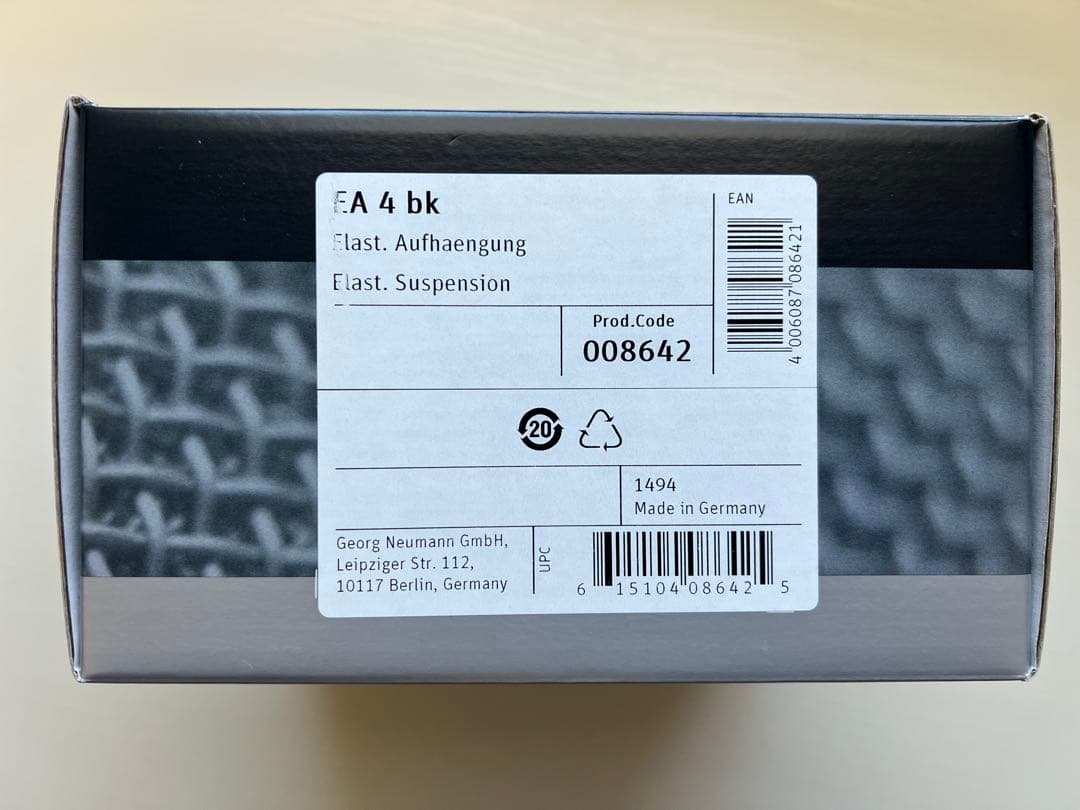 EA 4 bk
Elast. Aufhaengung
Elast. Suspension
EAN
4 006087 086421
Prod.Code
008642
20
1494
Made in Germany
Georg Neumann GmbH,
Leipziger Str. 112,
10117 Berlin, Germany
UPC
6 15104 08642 5